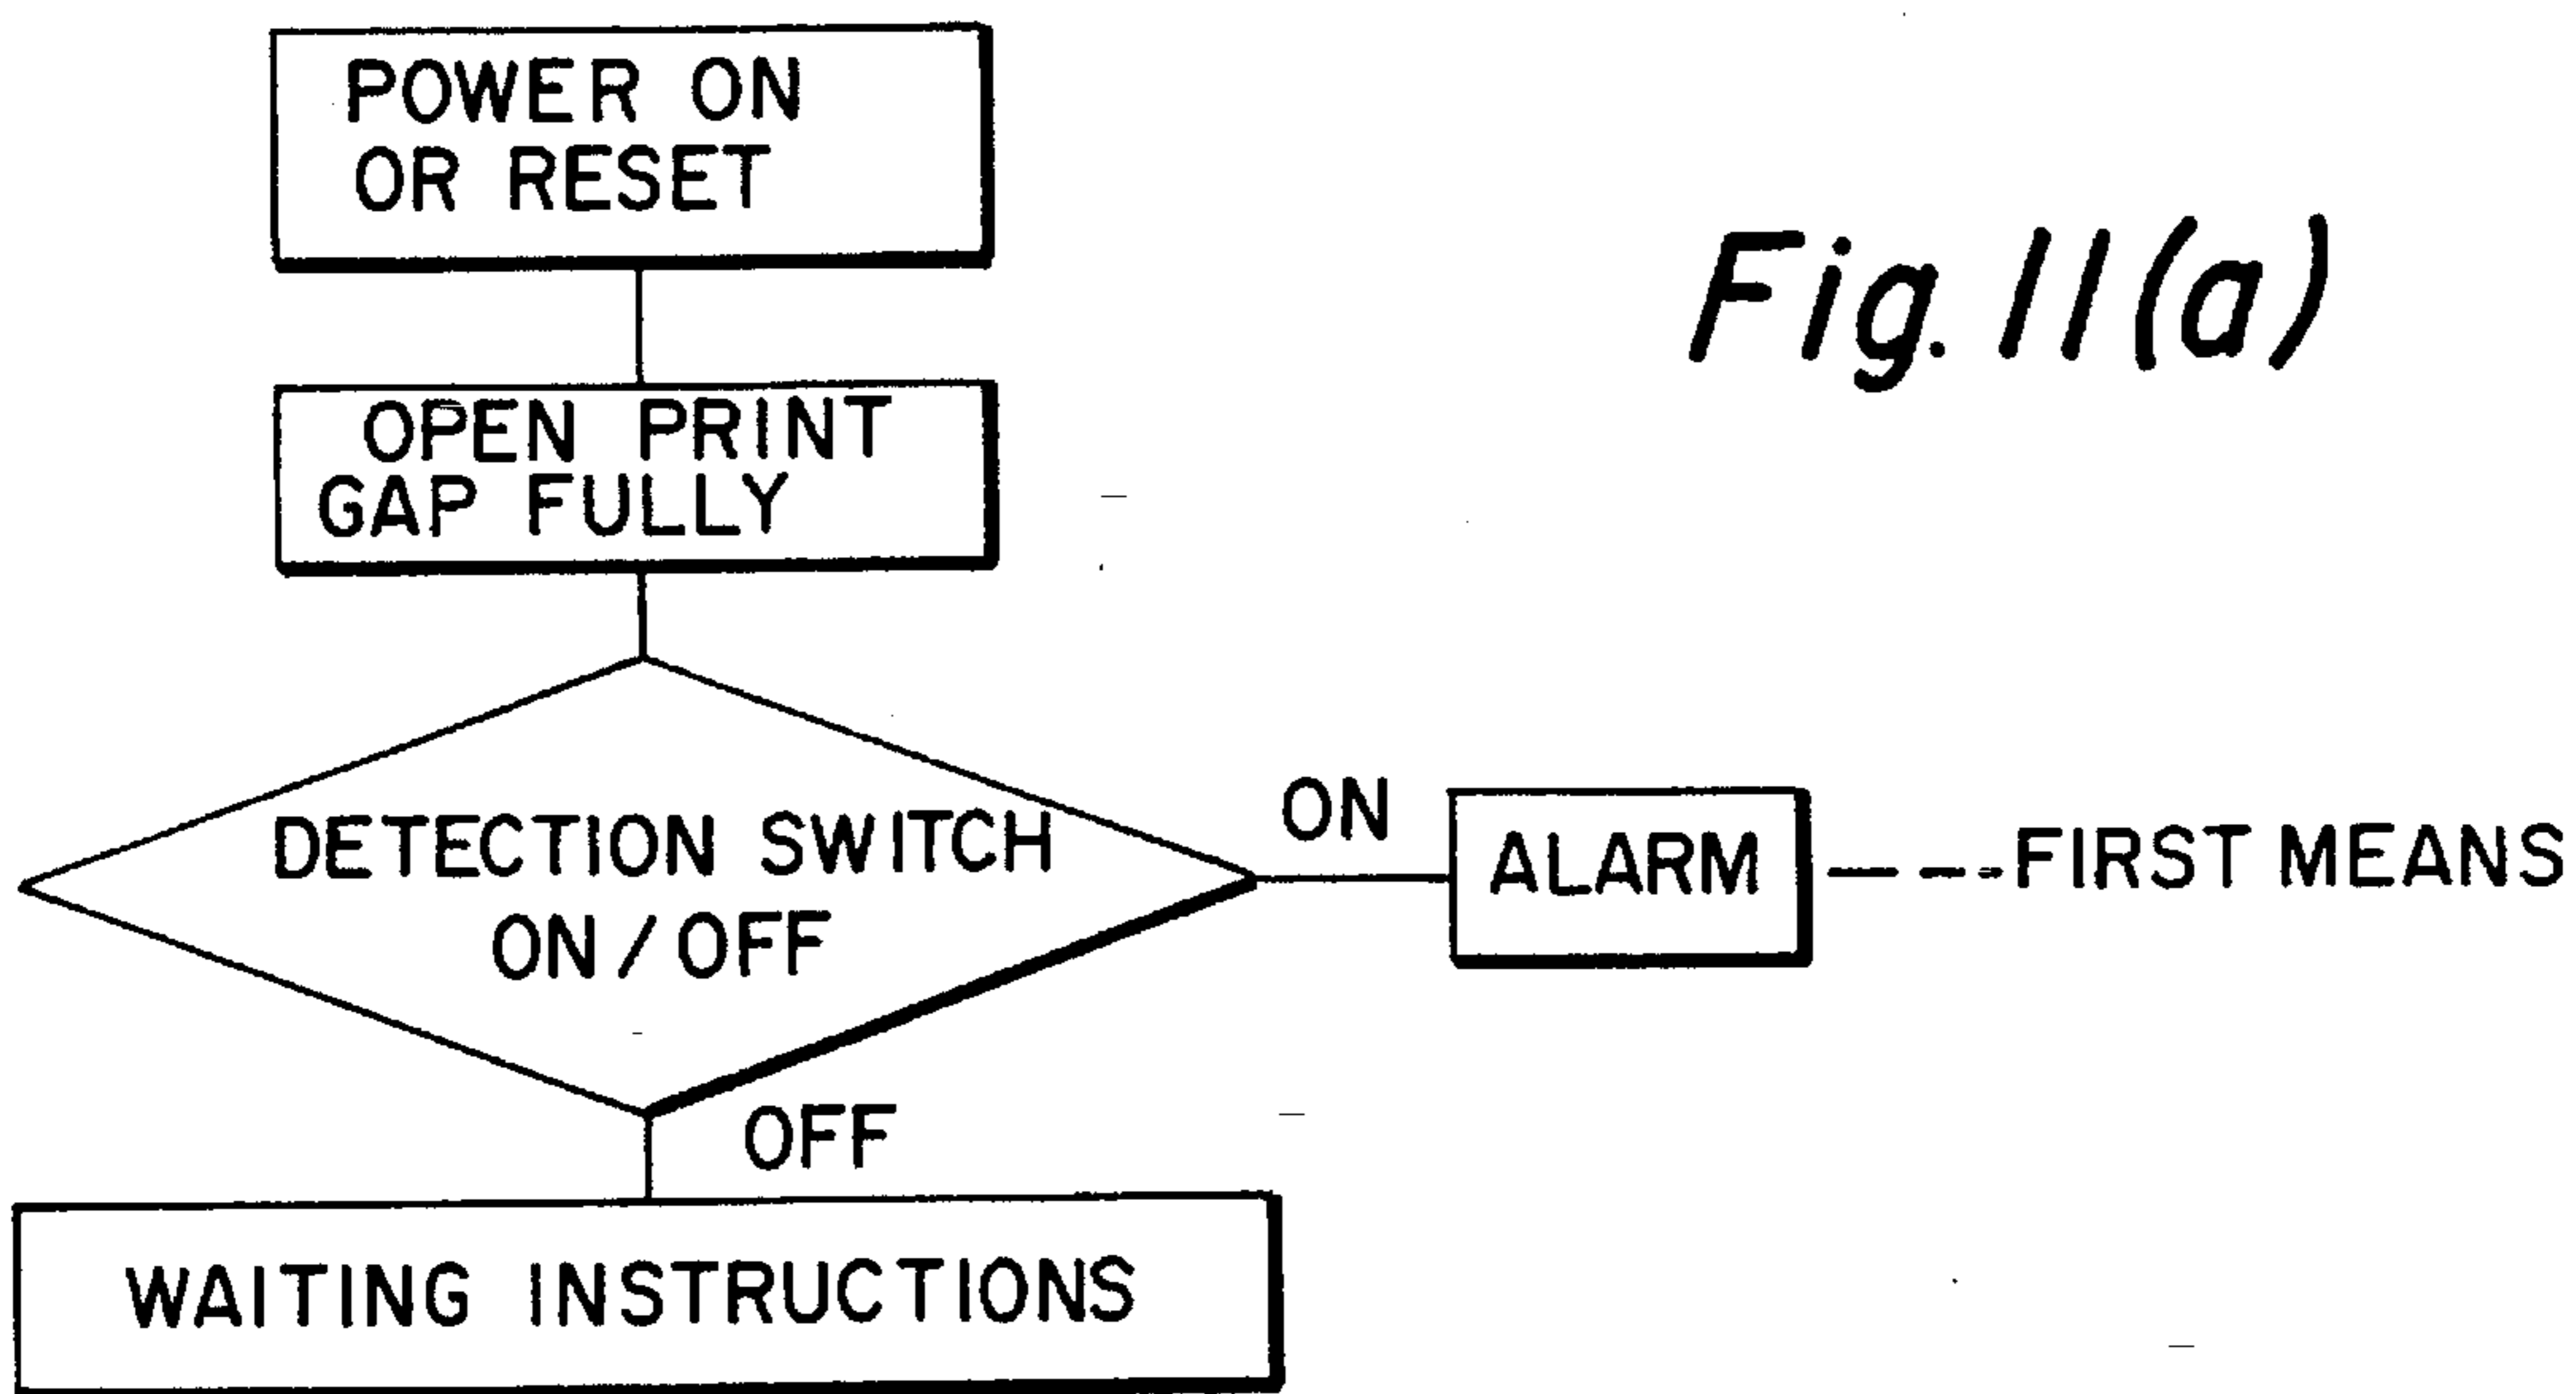 POWER ON
OR RESET
Fig. 11(a)
OPEN PRINT
GAP FULLY
DETECTION SWITCH
ON/OFF
ON
ALARM
FIRST MEANS
OFF
WAITING INSTRUCTIONS